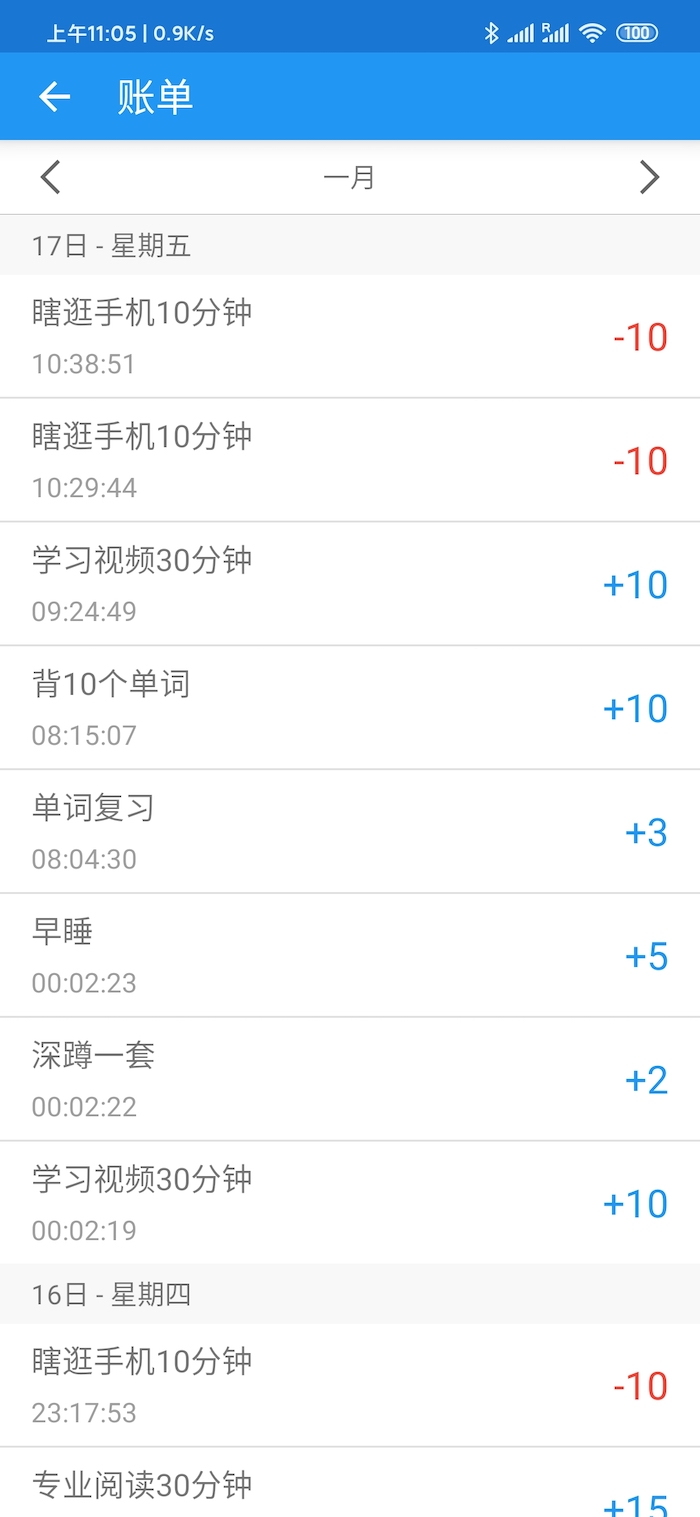 上午11:05 | 0.9K/s R 100
账单
一月
17日 - 星期五
瞎逛手机10分钟
-10
10:38:51
瞎逛手机10分钟
-10
10:29:44
学习视频30分钟
+10
09:24:49
背10个单词
+10
08:15:07
单词复习
+3
08:04:30
早睡
+5
00:02:23
深蹲一套
+2
00:02:22
学习视频30分钟
+10
00:02:19
16日 - 星期四
瞎逛手机10分钟
-10
23:17:53
专业阅读30分钟
+15